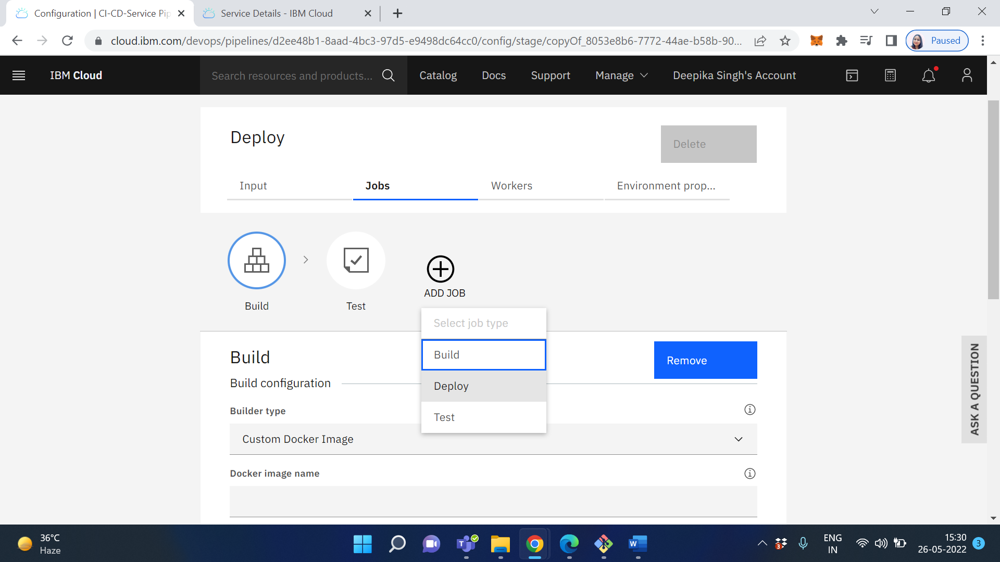 Configuration | CI-CD-Service Pip
Service Details - IBM Cloud
cloud.ibm.com/devops/pipelines/d2ee48b1-8aad-4bc3-97d5-e9498dc64cc0/config/stage/copyOf_8053e8b6-7772-44ae-b58b-90...
Paused
IBM Cloud
Search resources and products...
Catalog
Docs
Support
Manage
Deepika Singh's Account
Deploy
Delete
Input
Jobs
Workers
Environment prop...
Build
Test
ADD JOB
Select job type
Build
Deploy
Test
Build
Remove
Build configuration
Builder type
Custom Docker Image
Docker image name
ASK A QUESTION
36°C
Haze
3
ENG
IN
15:30
26-05-2022
3